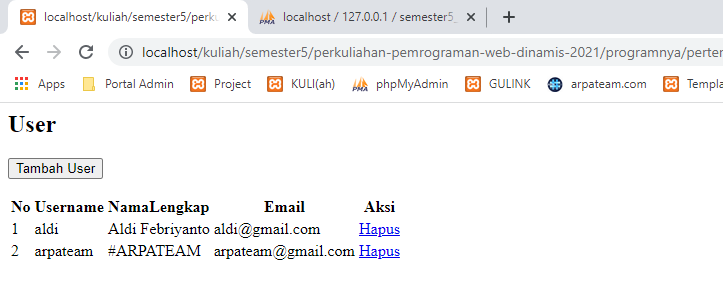 localhost/kuliah/semester5/perku
localhost / 127.0.0.1 / semester5_
localhost/kuliah/semester5/perkuliahan-pemrograman-web-dinamis-2021/programnya/perter
Apps Portal Admin Project KULI(ah) phpMyAdmin GULINK arpateam.com Templa
User
Tambah User
No Username NamaLengkap Email Aksi
1 aldi Aldi Febriyanto aldi@gmail.com Hapus
2 arpateam #ARPATEAM arpateam@gmail.com Hapus